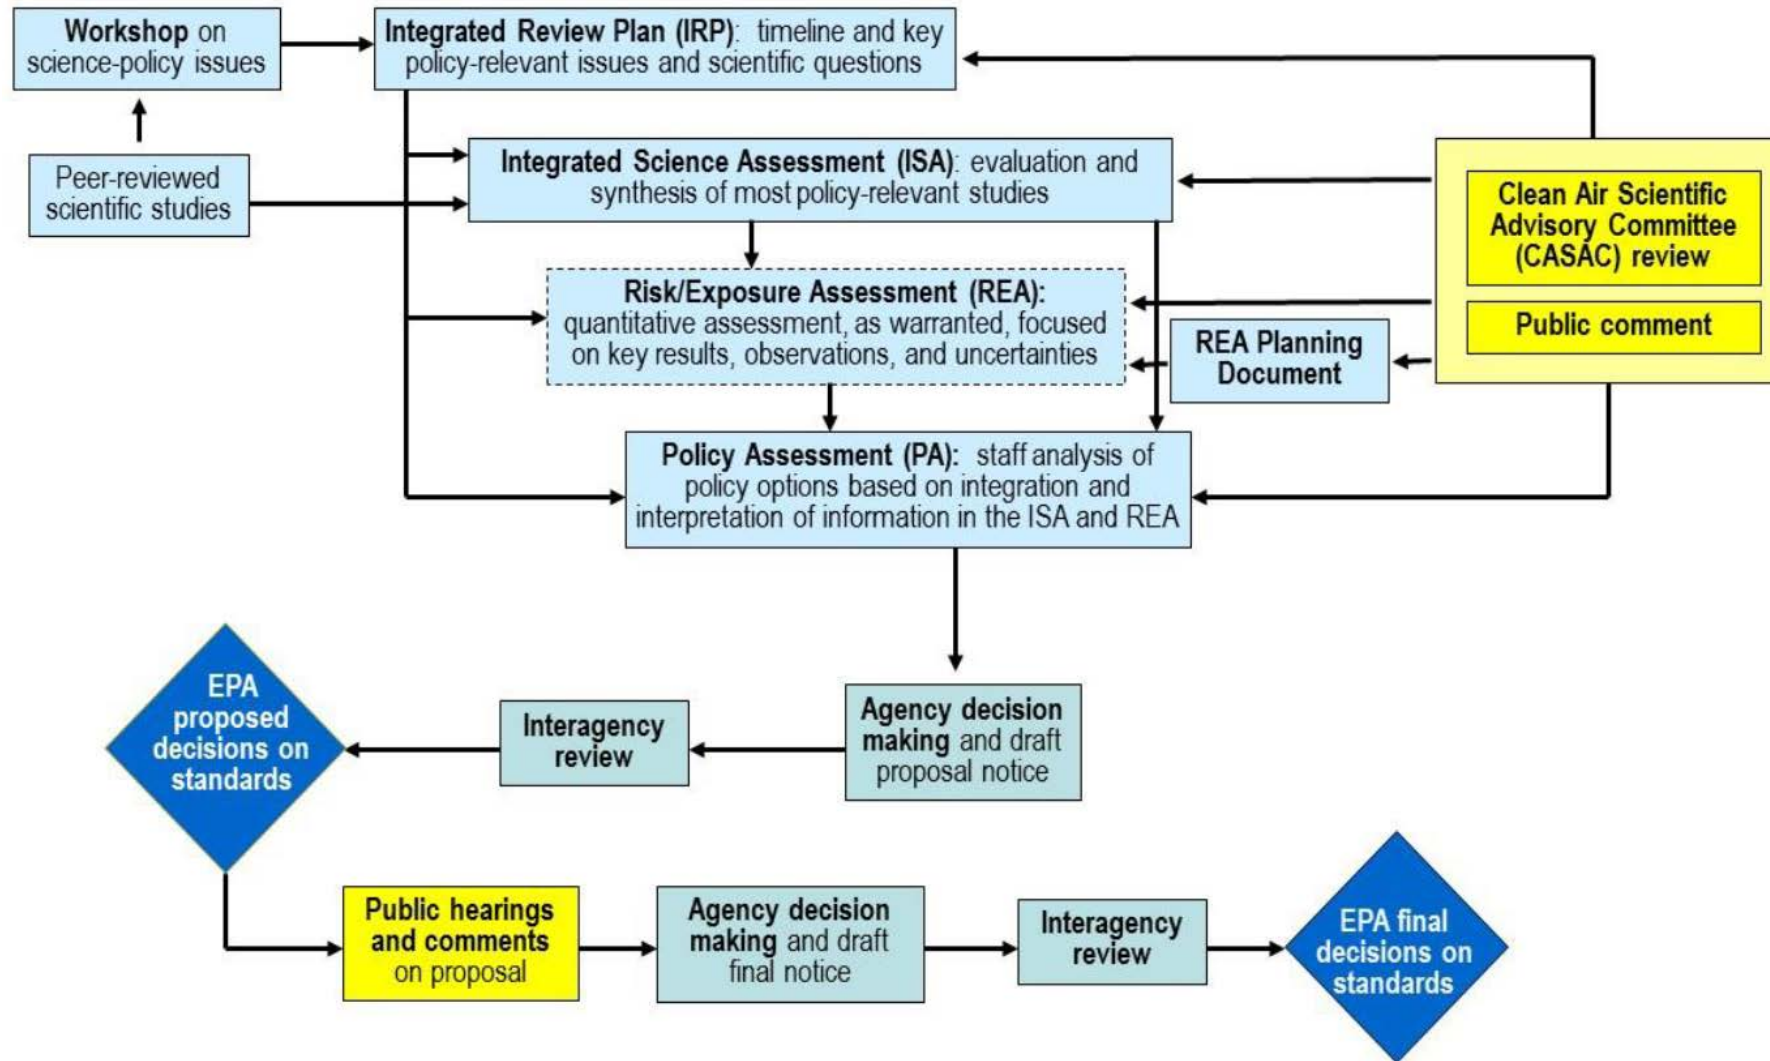 Workshop on
science-policy issues
Integrated Review Plan (IRP): timeline and key
policy-relevant issues and scientific questions
Peer-reviewed
scientific studies
Integrated Science Assessment (ISA): evaluation and
synthesis of most policy-relevant studies
Clean Air Scientific
Advisory Committee
(CASAC) review
Public comment
Risk/Exposure Assessment (REA):
quantitative assessment, as warranted, focused
on key results, observations, and uncertainties
REA Planning
Document
Policy Assessment (PA): staff analysis of
policy options based on integration and
interpretation of information in the ISA and REA
EPA
proposed
decisions on
standards
Interagency
review
Agency decision
making and draft
proposal notice
Public hearings
and comments
on proposal
Agency decision
making and draft
final notice
Interagency
review
EPA final
decisions on
standards